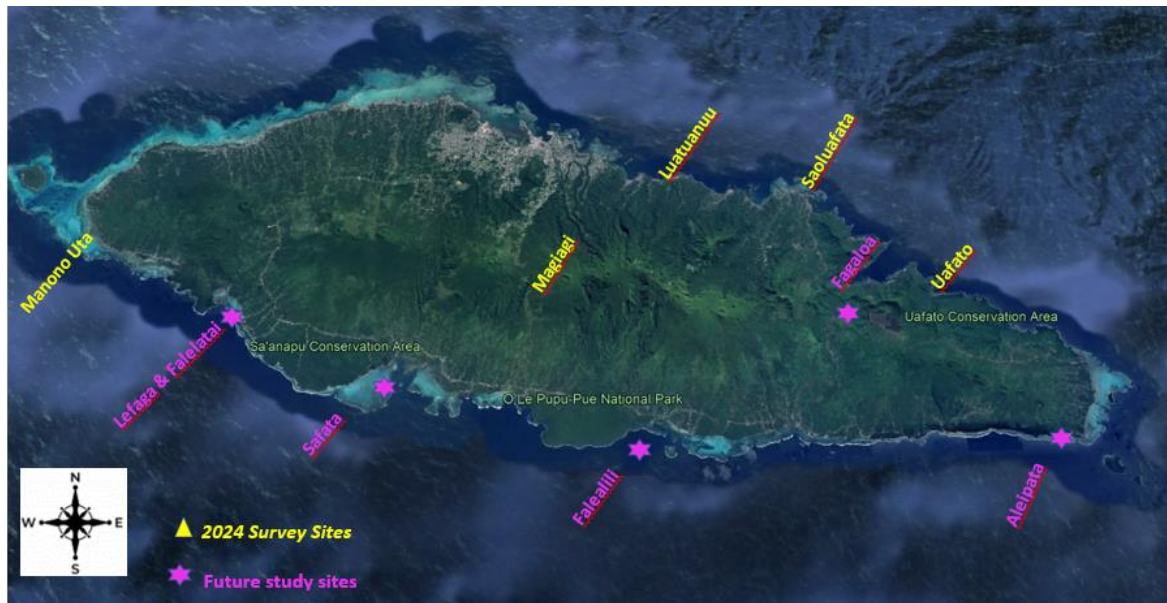 Luatuanuu
Saoluafata
Manono Uta
Magiagi
Fagaloa
Uafato
Uafato Conservation Area
Lefaga & Falelatai
Sa'anapu Conservation Area
Safata
O Le Pupu-Pue National Park
Falealili
Aleipata
N
W
E
S
2024 Survey Sites
Future study sites